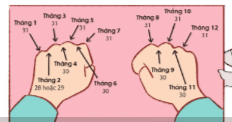 Tháng 1
31
Tháng 3
31
Tháng 5
31
Tháng 7
31
Tháng 2
28 hoặc 29
Tháng 4
30
Tháng 6
30
Tháng 8
31
Tháng 10
31
Tháng 12
31
Tháng 9
30
Tháng 11
30